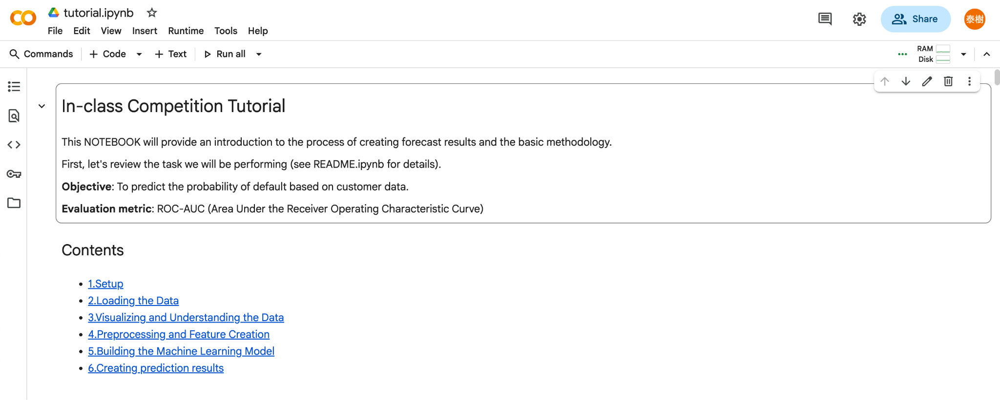 tutorial.ipynb
File Edit View Insert Runtime Tools Help
Share
泰樹
Commands + Code + Text Run all
RAM
Disk
In-class Competition Tutorial
This NOTEBOOK will provide an introduction to the process of creating forecast results and the basic methodology.
First, let's review the task we will be performing (see README.ipynb for details).
Objective: To predict the probability of default based on customer data.
Evaluation metric: ROC-AUC (Area Under the Receiver Operating Characteristic Curve)
Contents
• 1.Setup
• 2.Loading the Data
• 3.Visualizing and Understanding the Data
• 4.Preprocessing and Feature Creation
• 5.Building the Machine Learning Model
• 6.Creating prediction results